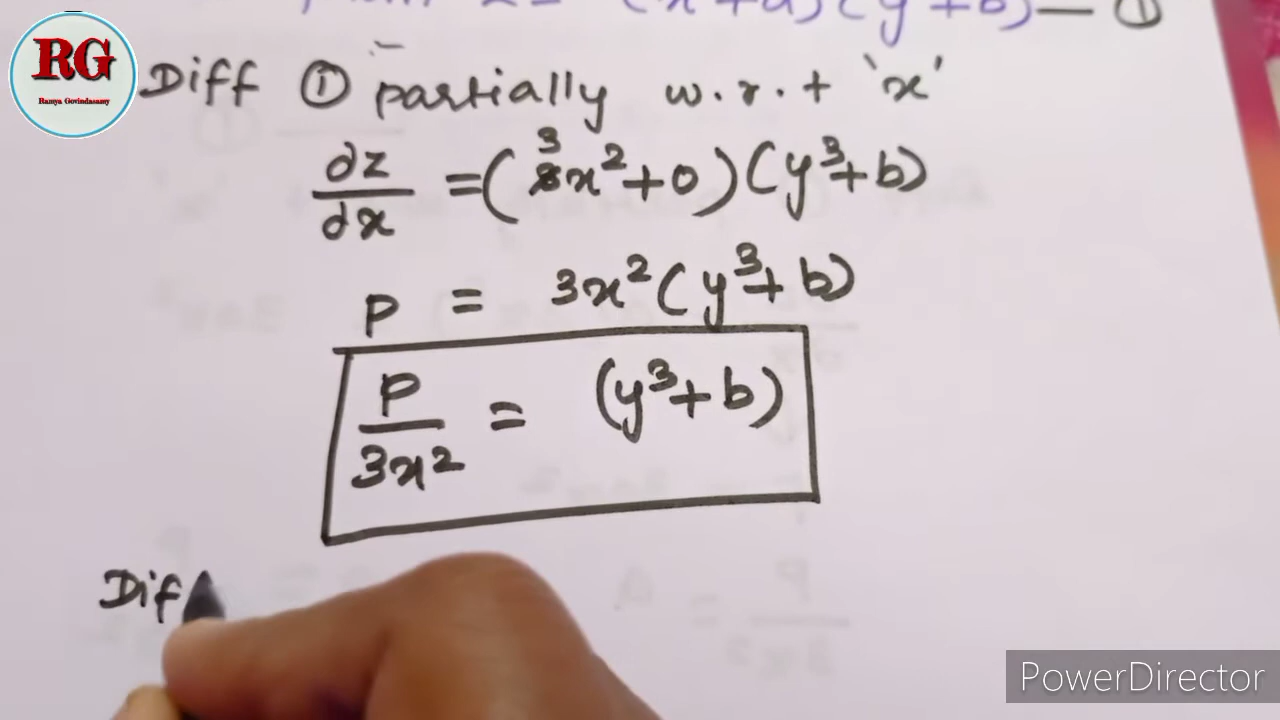 RG
Ramya Govindasamy
Diff ① partially w.r.t 'x'
∂z/∂x = (3x²+0)(y³+b)
p = 3x²(y³+b)
p/3x² = (y³+b)
Dif
PowerDirector